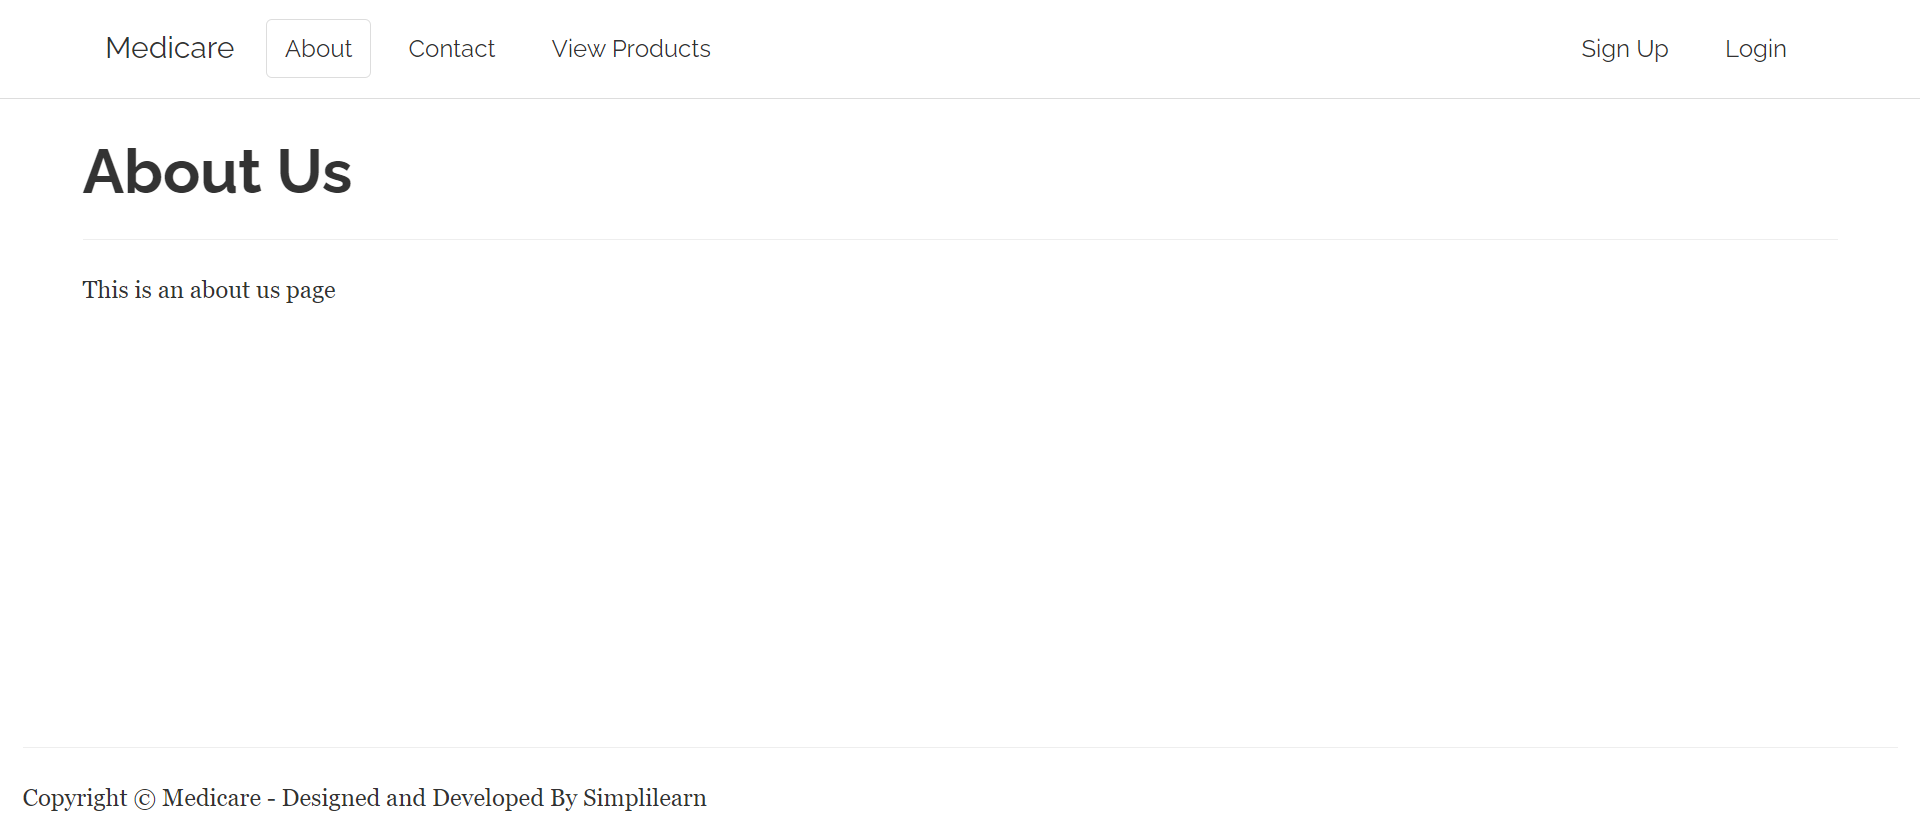 Medicare About Contact View Products Sign Up Login
About Us
This is an about us page
Copyright © Medicare - Designed and Developed By Simplilearn